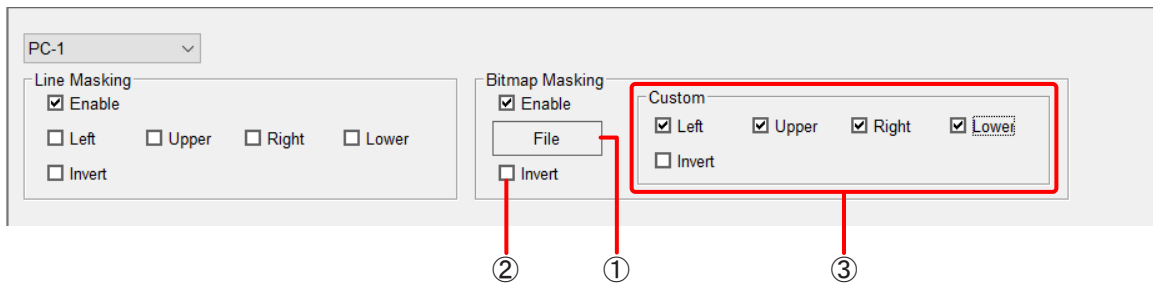 PC-1
Line Masking
Enable
Left Upper Right Lower
Invert
Bitmap Masking
Enable
File
Invert
Custom
Left Upper Right Lower
Invert
② ① ③